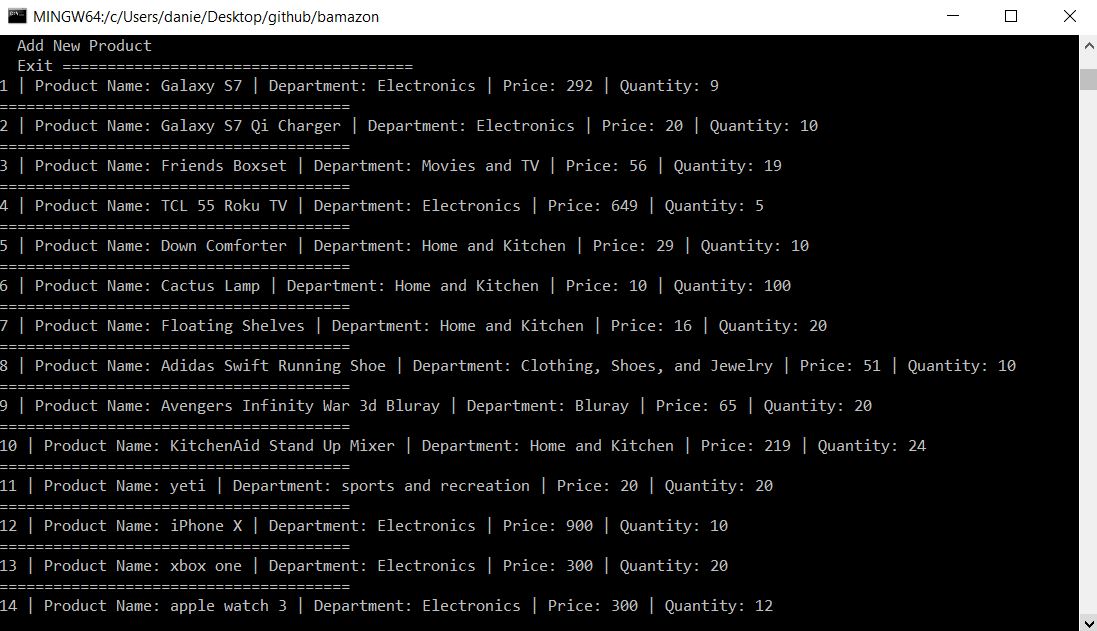 MINGW64:/c/Users/danie/Desktop/github/bamazon
Add New Product
Exit =======================================
1 | Product Name: Galaxy S7 | Department: Electronics | Price: 292 | Quantity: 9
=======================================
2 | Product Name: Galaxy S7 Qi Charger | Department: Electronics | Price: 20 | Quantity: 10
=======================================
3 | Product Name: Friends Boxset | Department: Movies and TV | Price: 56 | Quantity: 19
=======================================
4 | Product Name: TCL 55 Roku TV | Department: Electronics | Price: 649 | Quantity: 5
=======================================
5 | Product Name: Down Comforter | Department: Home and Kitchen | Price: 29 | Quantity: 10
=======================================
6 | Product Name: Cactus Lamp | Department: Home and Kitchen | Price: 10 | Quantity: 100
=======================================
7 | Product Name: Floating Shelves | Department: Home and Kitchen | Price: 16 | Quantity: 20
=======================================
8 | Product Name: Adidas Swift Running Shoe | Department: Clothing, Shoes, and Jewelry | Price: 51 | Quantity: 10
=======================================
9 | Product Name: Avengers Infinity War 3d Bluray | Department: Bluray | Price: 65 | Quantity: 20
=======================================
10 | Product Name: KitchenAid Stand Up Mixer | Department: Home and Kitchen | Price: 219 | Quantity: 24
=======================================
11 | Product Name: yeti | Department: sports and recreation | Price: 20 | Quantity: 20
=======================================
12 | Product Name: iPhone X | Department: Electronics | Price: 900 | Quantity: 10
=======================================
13 | Product Name: xbox one | Department: Electronics | Price: 300 | Quantity: 20
=======================================
14 | Product Name: apple watch 3 | Department: Electronics | Price: 300 | Quantity: 12